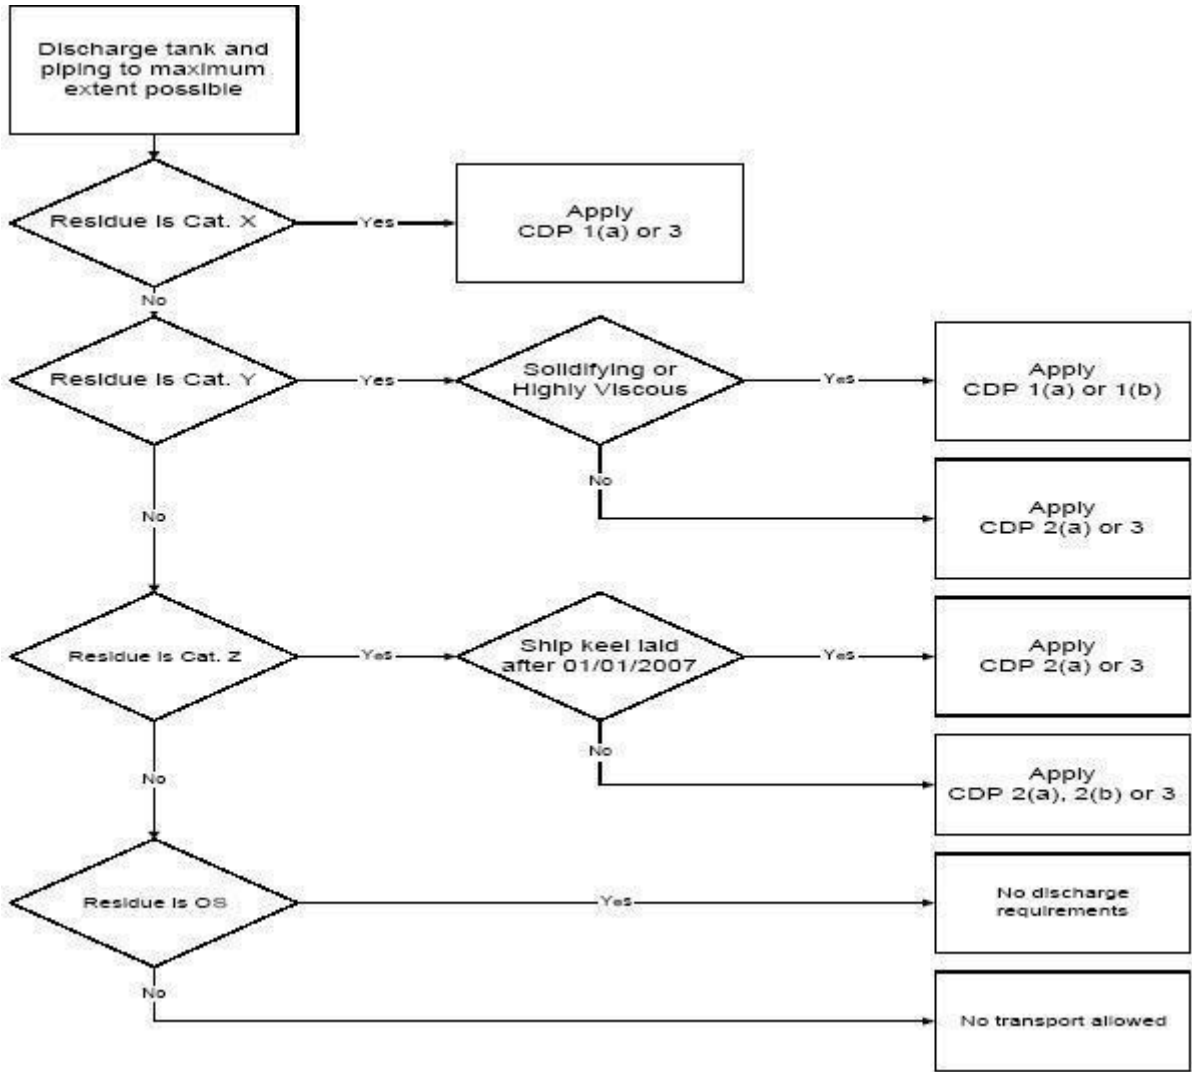 Discharge tank and
piping to maximum
extent possible
Residue is Cat. X
Yes
Apply
CDP 1(a) or 3
No
Residue is Cat. Y
Yes
Solidifying or
Highly Viscous
Yes
Apply
CDP 1(a) or 1(b)
No
Apply
CDP 2(a) or 3
No
Residue is Cat. Z
Yes
Ship keel laid
after 01/01/2007
Yes
Apply
CDP 2(a) or 3
No
Apply
CDP 2(a), 2(b) or 3
No
Residue is OS
Yes
No discharge
requirements
No
No transport allowed